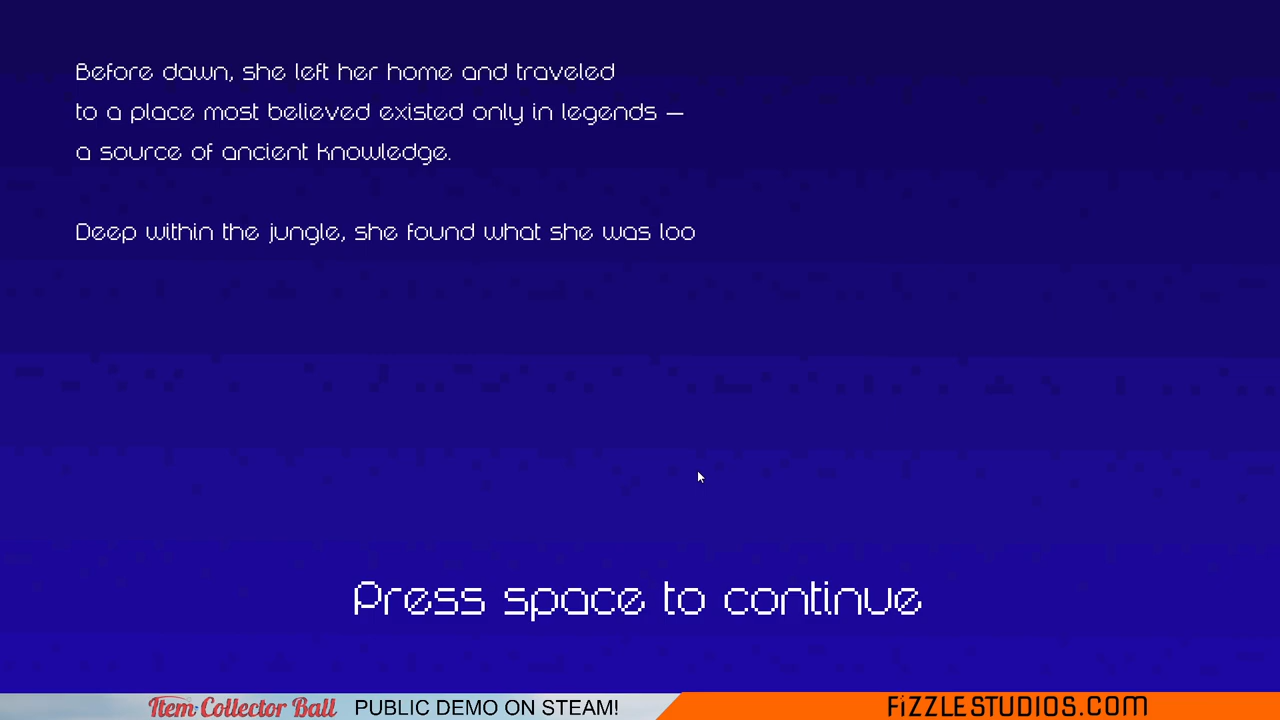 Before dawn, she left her home and traveled
to a place most believed existed only in legends —
a source of ancient knowledge.
Deep within the jungle, she found what she was loo
Press space to continue
Item Collector Ball PUBLIC DEMO ON STEAM! FiZZLESTUDiOS.COM